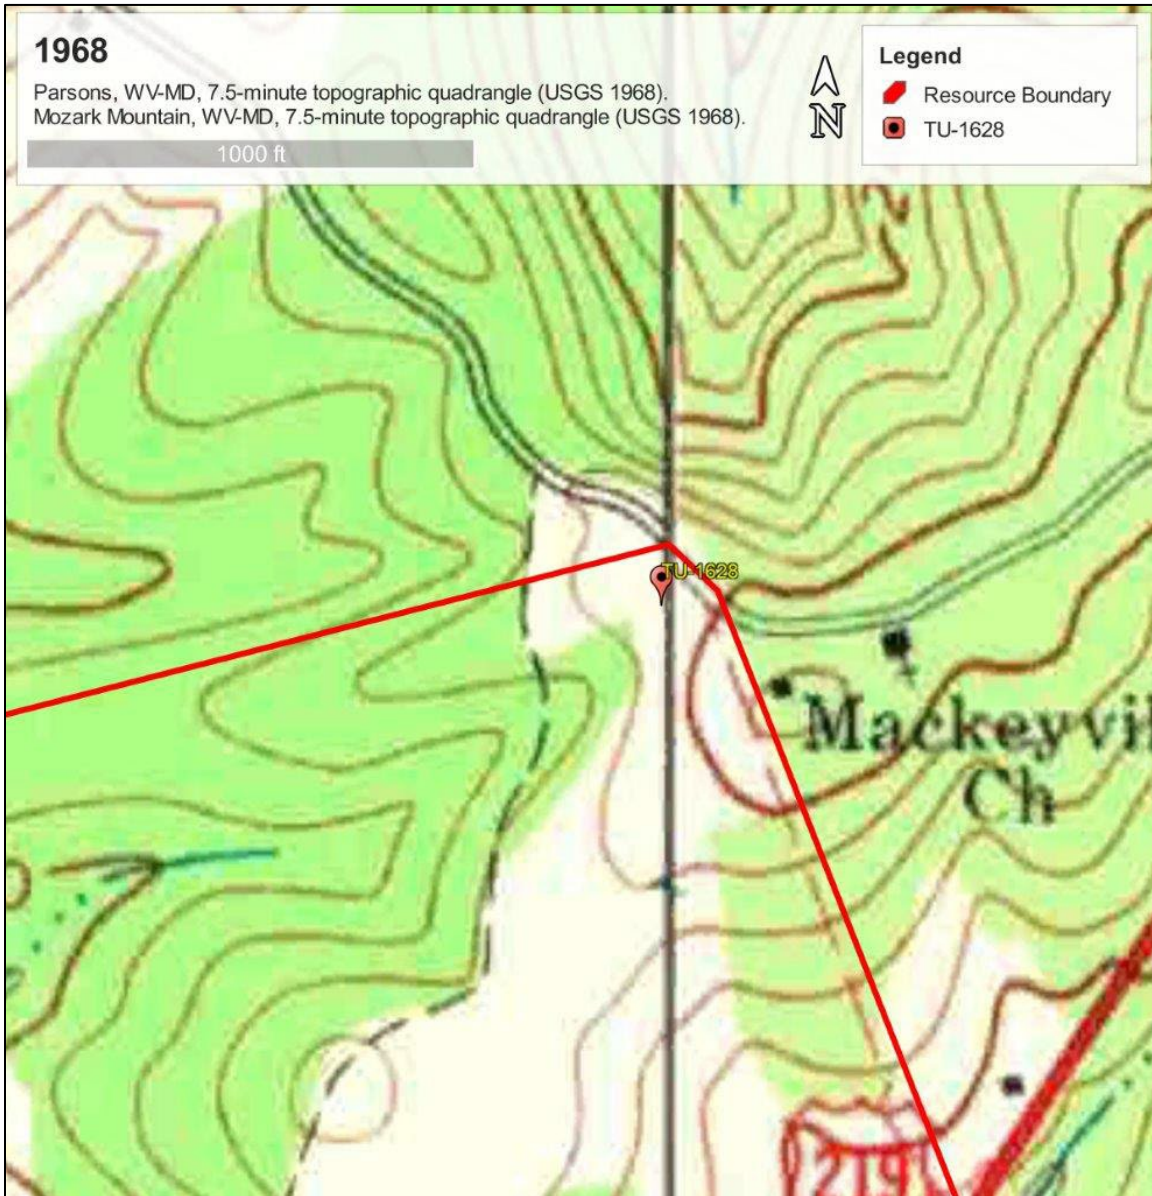 1968
Parsons, WV-MD, 7.5-minute topographic quadrangle (USGS 1968).
Mozark Mountain, WV-MD, 7.5-minute topographic quadrangle (USGS 1968).
1000 ft
N
Legend
Resource Boundary
TU-1628
TU-1628
Mackeyvil
Ch
219